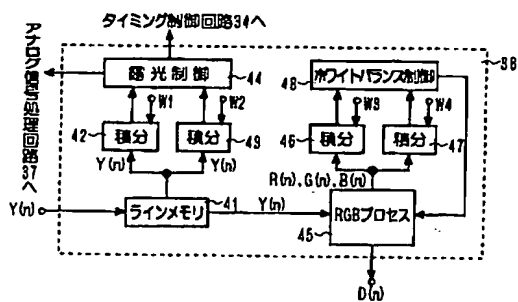 タイミング制御回路34へ
アナログ信号処理回路37へ
38
露光制御
44
48
ホワイトバランス制御
W1
W2
W3
W4
42
積分
積分
49
46
積分
積分
47
Y(n)
Y(n)
R(n),G(n),B(n)
Y(n)
ラインメモリ
41
Y(n)
RGBプロセス
45
D(n)